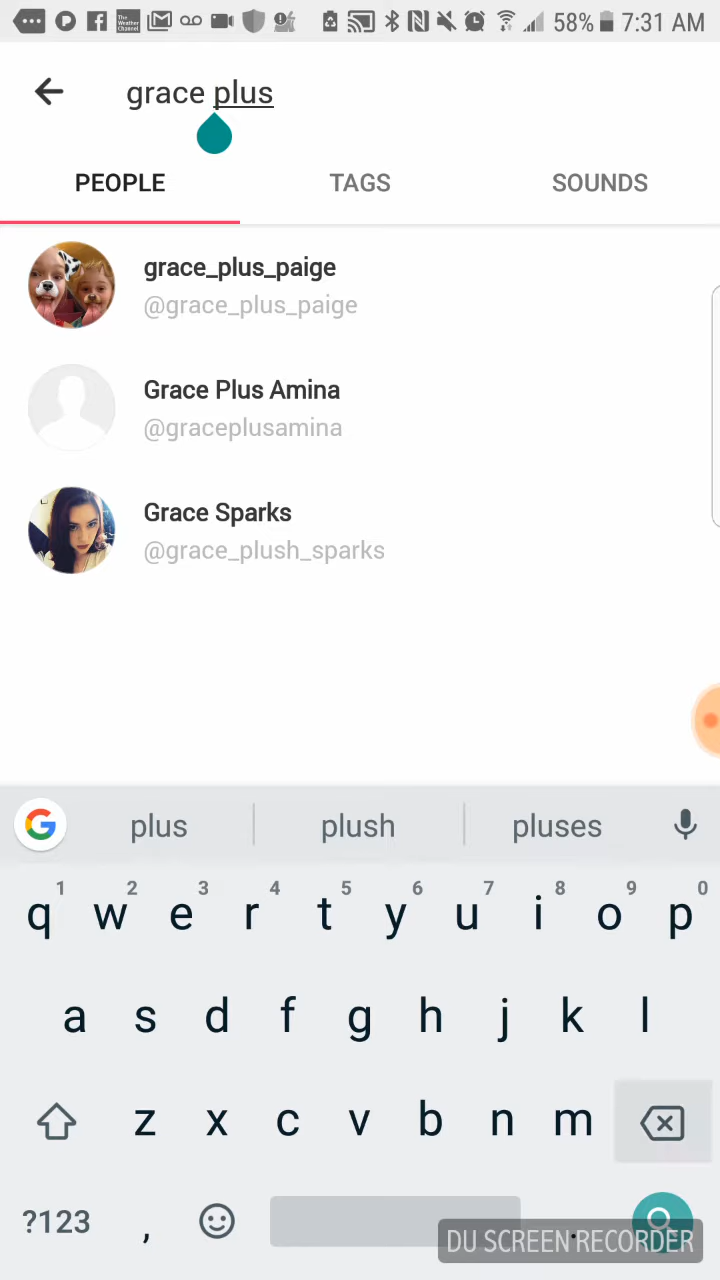 58% 7:31 AM
grace plus
PEOPLE TAGS SOUNDS
grace_plus_paige
@grace_plus_paige
Grace Plus Amina
@graceplusamina
Grace Sparks
@grace_plush_sparks
plus plush pluses
1 2 3 4 5 6 7 8 9 0
q w e r t y u i o p
a s d f g h j k l
z x c v b n m
?123 , .
DU SCREEN RECORDER